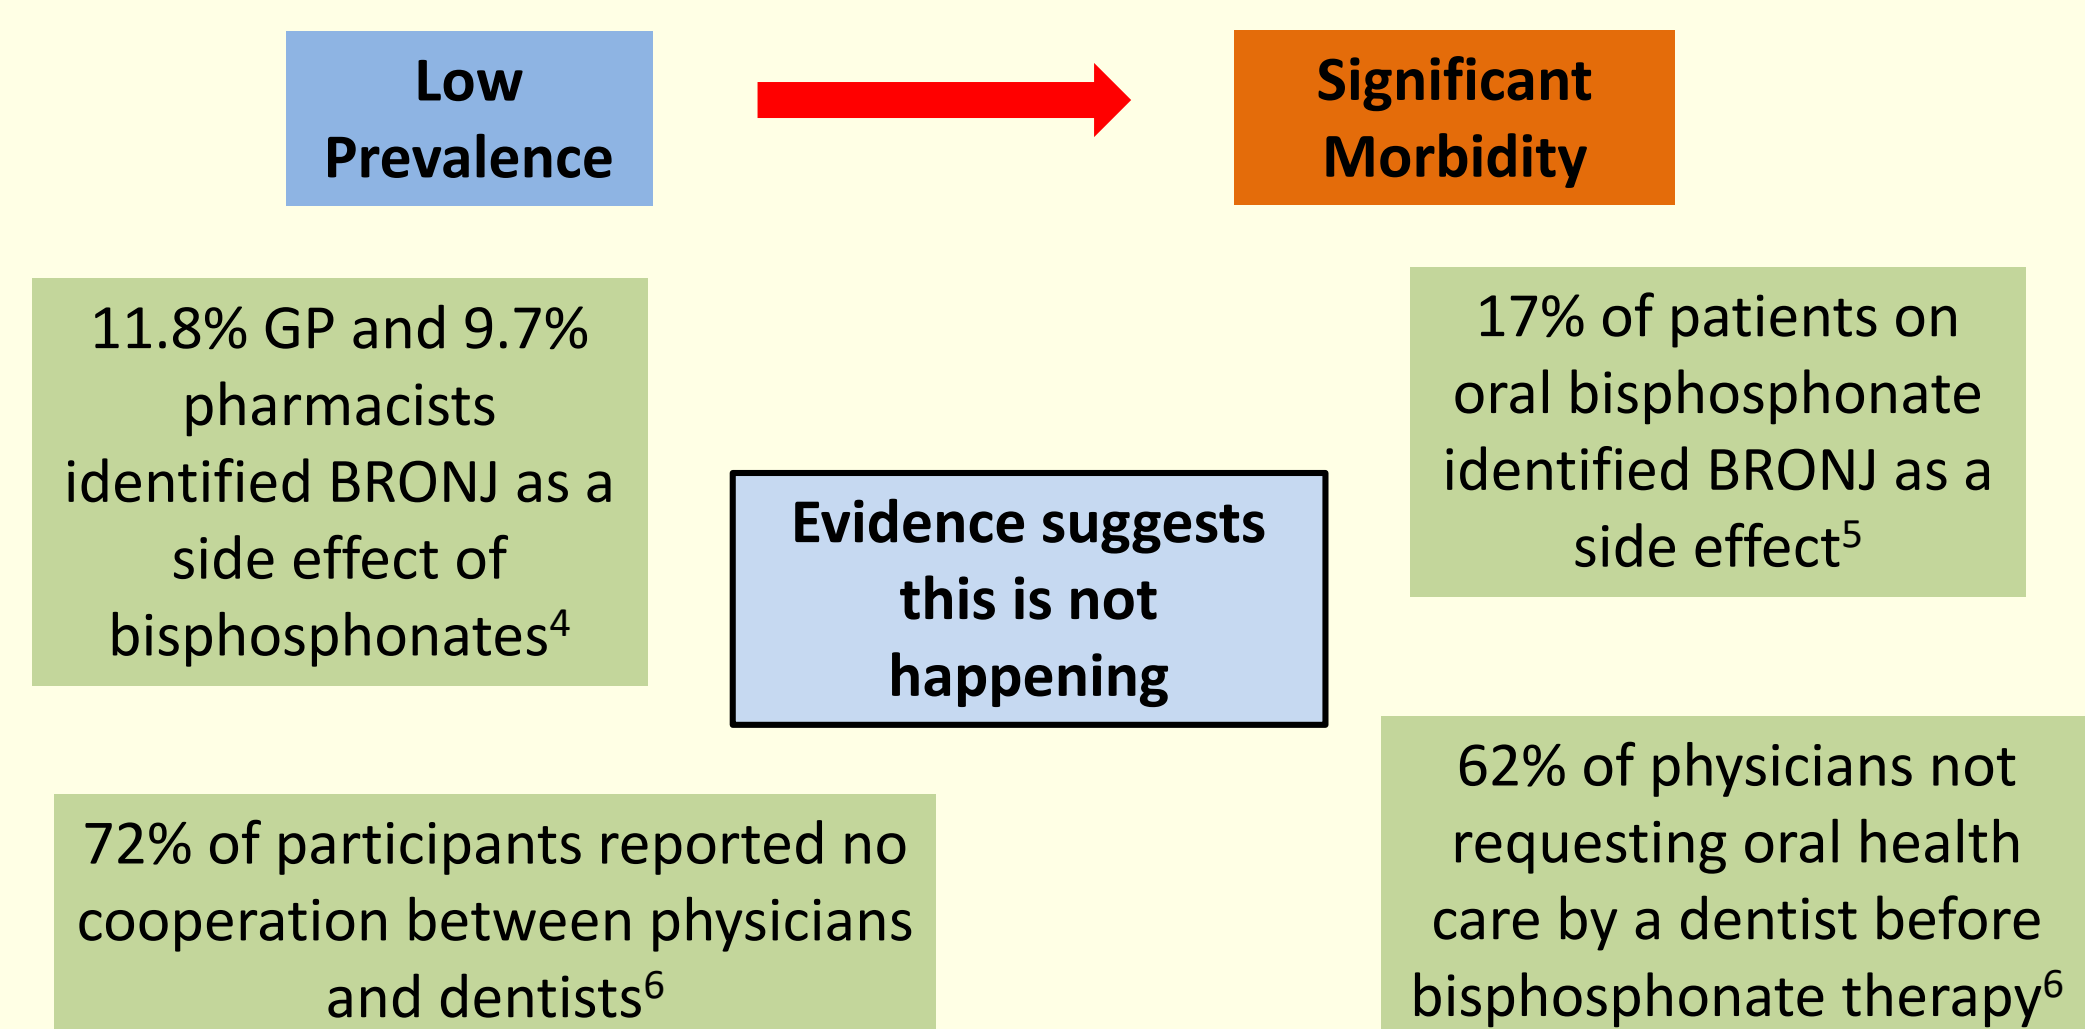 Low
Prevalence
Significant
Morbidity
11.8% GP and 9.7%
pharmacists
identified BRONJ as a
side effect of
bisphosphonates⁴
17% of patients on
oral bisphosphonate
identified BRONJ as a
side effect⁵
Evidence suggests
this is not
happening
72% of participants reported no
cooperation between physicians
and dentists⁶
62% of physicians not
requesting oral health
care by a dentist before
bisphosphonate therapy⁶